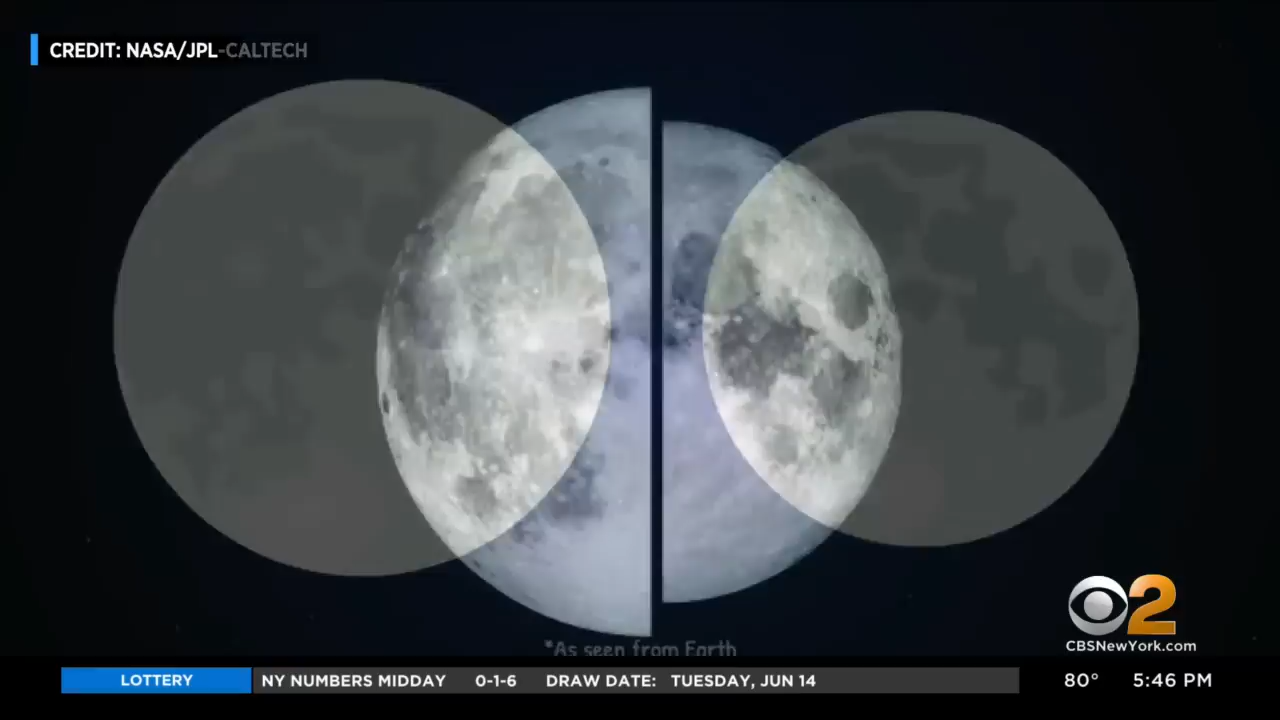 CREDIT: NASA/JPL-CALTECH
*As seen from Earth
2
CBSNewYork.com
LOTTERY NY NUMBERS MIDDAY 0-1-6 DRAW DATE: TUESDAY, JUN 14 80° 5:46 PM